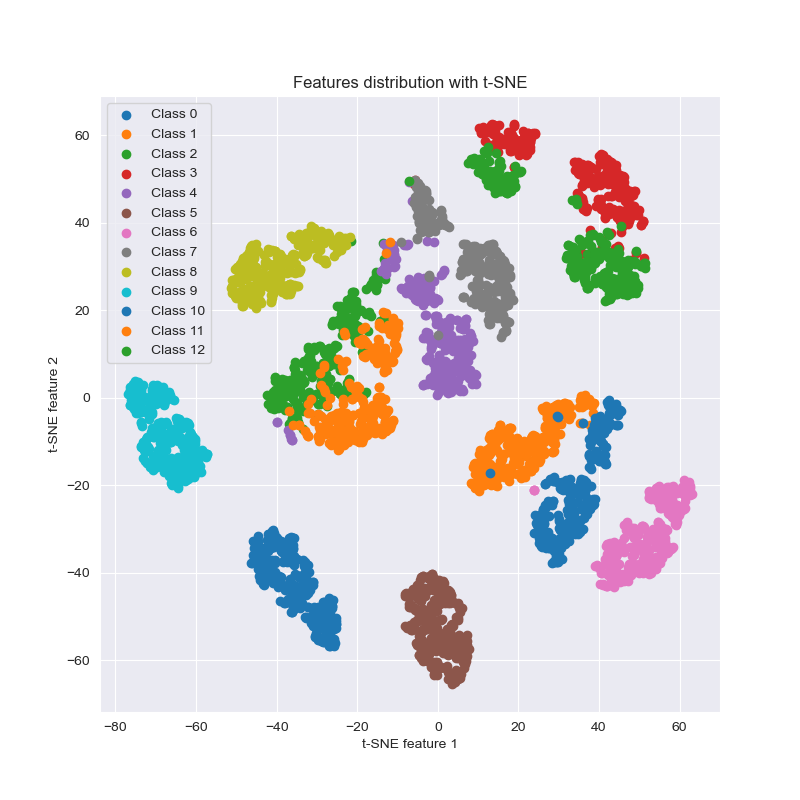 Features distribution with t-SNE
Class 0
Class 1
Class 2
Class 3
Class 4
Class 5
Class 6
Class 7
Class 8
Class 9
Class 10
Class 11
Class 12
60
40
20
0
−20
−40
−60
t-SNE feature 2
−80 −60 −40 −20 0 20 40 60
t-SNE feature 1